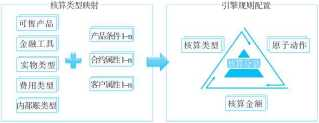 核算类型映射
可售产品
金融工具
实物类型
费用类型
内部账类型
产品条件1-n
合约属性1-n
客户属性1-n
引擎规则配置
核算类型
原子动作
核算金额